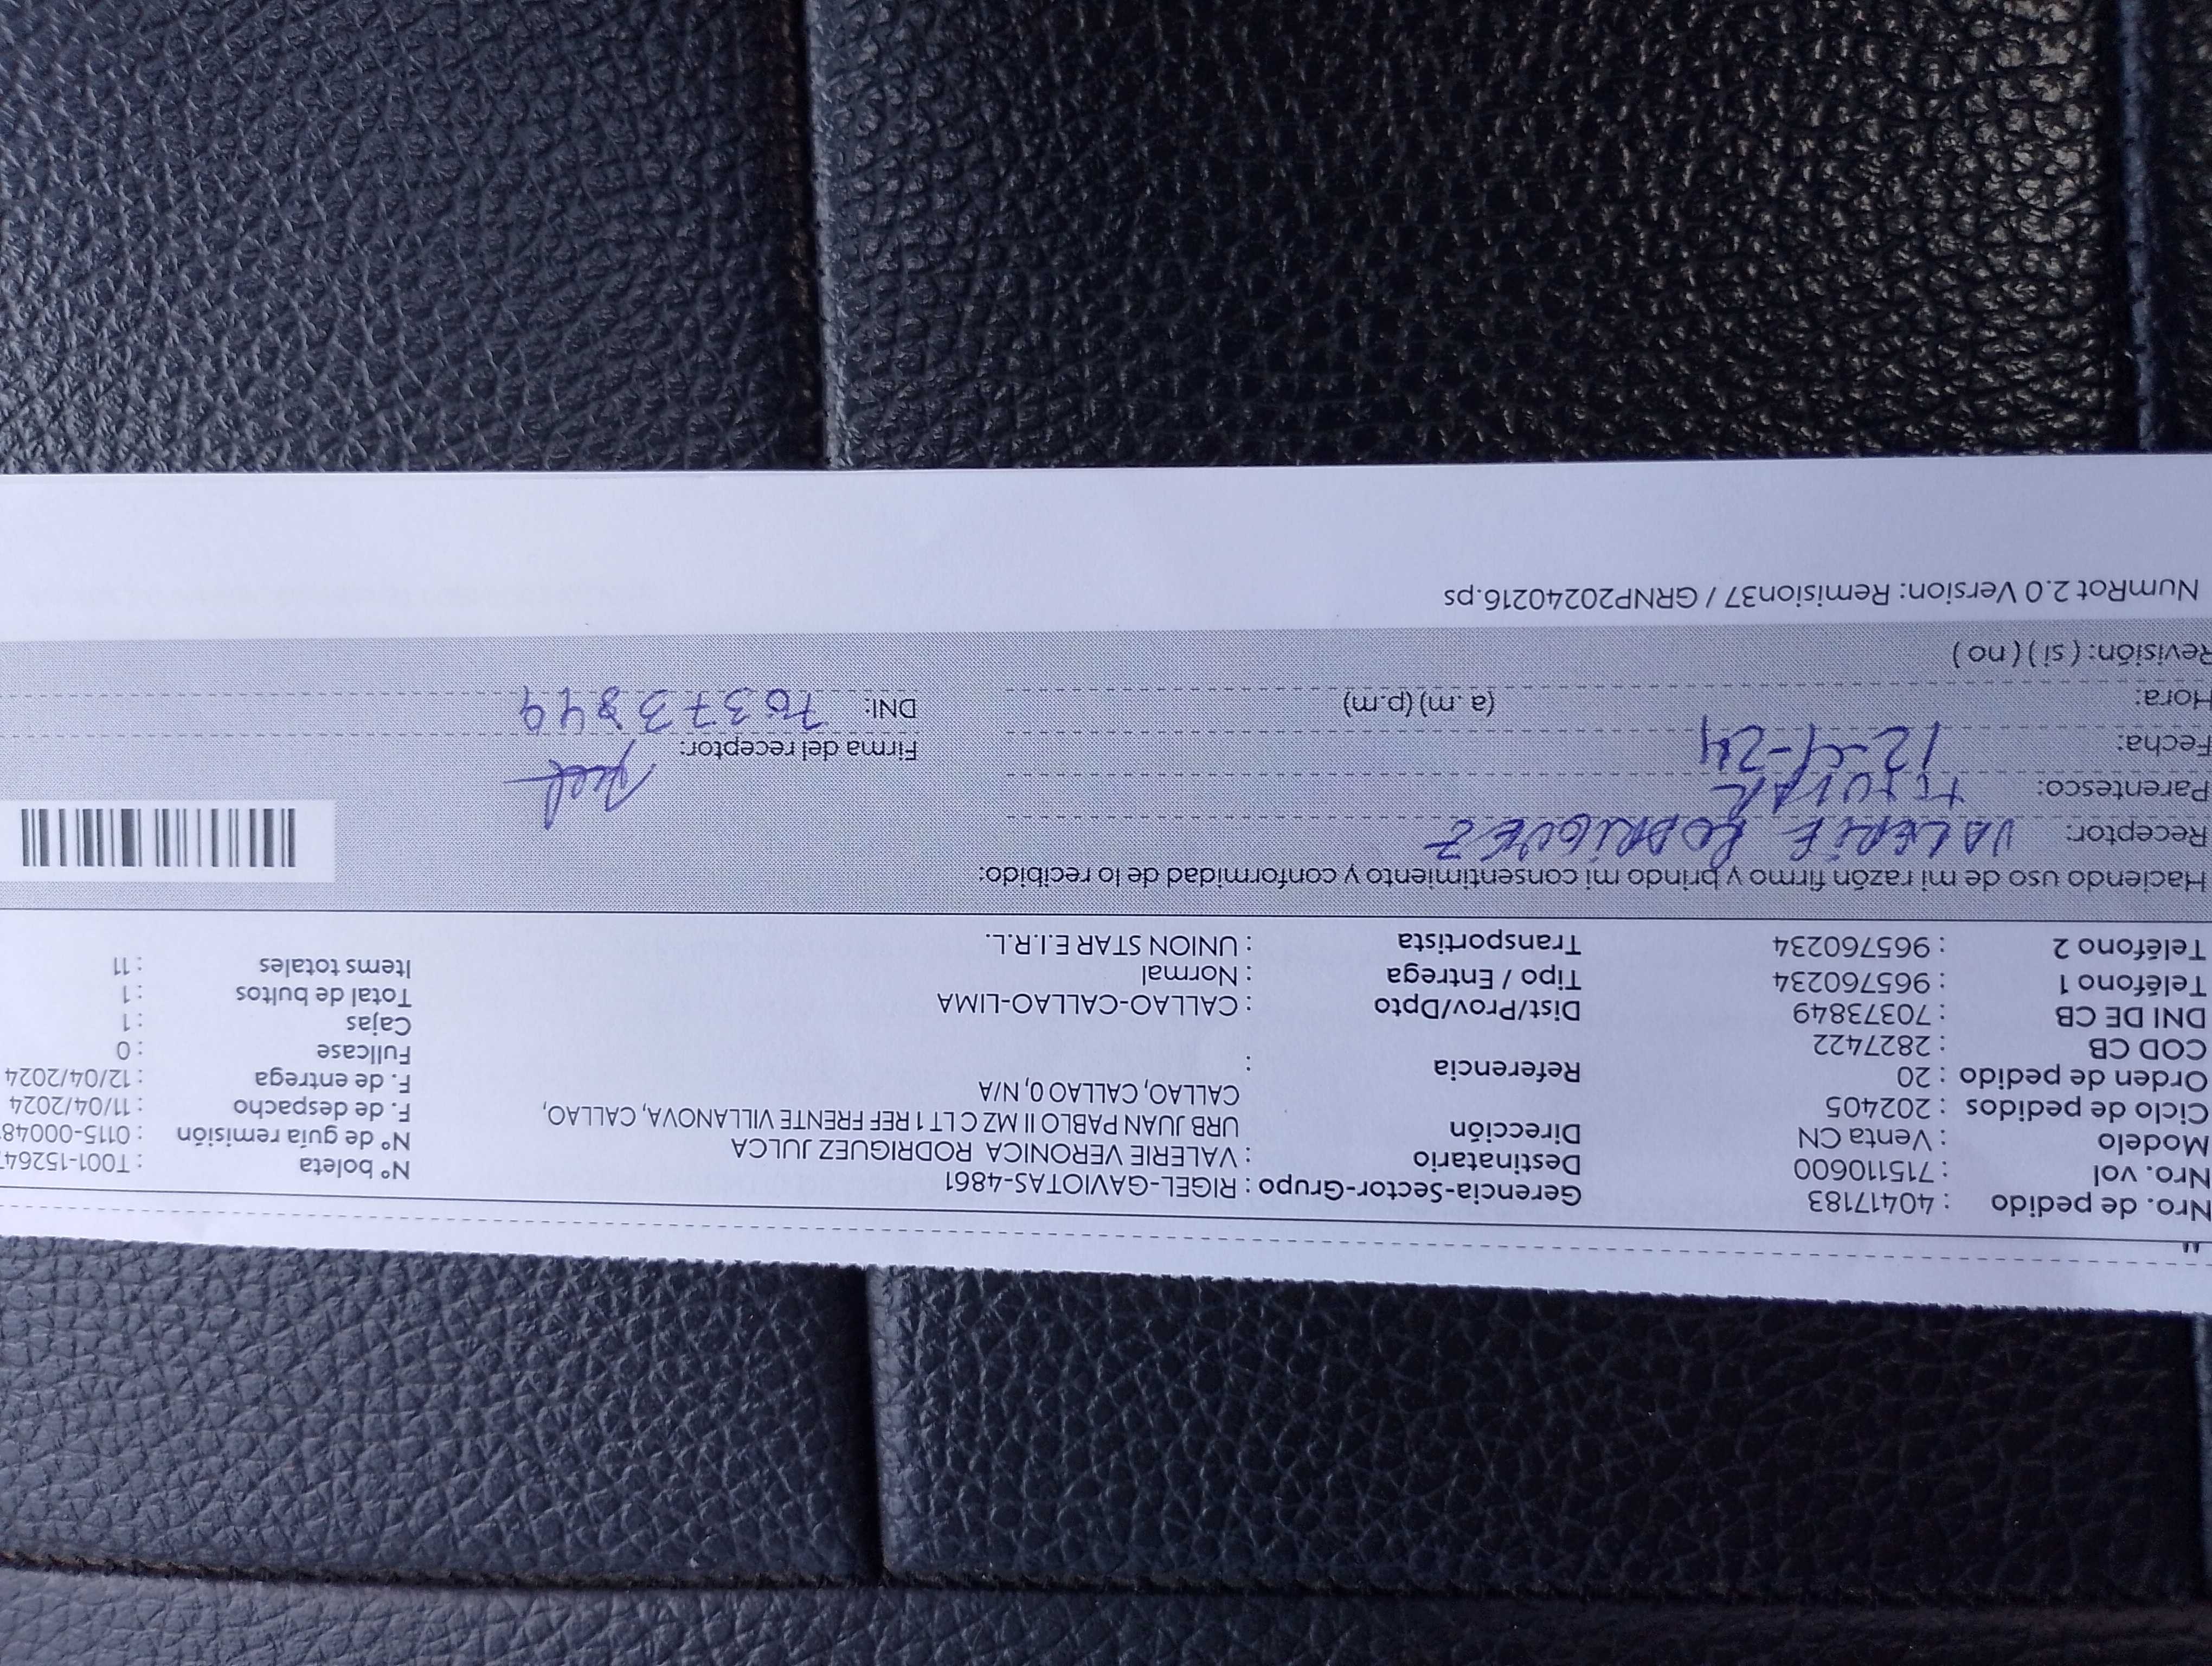 Nro. de pedido : 40417183
Nro. vol : 715110600
Modelo : Venta CN
Ciclo de pedidos : 202405
Orden de pedido : 20
COD CB : 2827422
DNI DE CB : 70373849
Teléfono 1 : 965760234
Teléfono 2 : 965760234
Gerencia-Sector-Grupo : RIGEL-GAVIOTAS-4861
Destinatario : VALERIE VERONICA RODRIGUEZ JULCA
Dirección URB JUAN PABLO II MZ C LT 1 REF FRENTE VILLANOVA, CALLAO,
CALLAO, CALLAO 0, N/A
Referencia :
Dist/Prov/Dpto : CALLAO-CALLAO-LIMA
Tipo / Entrega : Normal
Transportista : UNION STAR E.I.R.L.
Nº boleta : T001-15264
Nº de guía remisión : 0115-00048
F. de despacho : 11/04/2024
F. de entrega : 12/04/2024
Fullcase : 0
Cajas : 1
Total de bultos : 1
Items totales : 11
Haciendo uso de mi razón firmo y brindo mi consentimiento y conformidad de lo recibido:
Receptor: VALERIE RODRIGUEZ
Parentesco: TITULAR
Fecha: 12-4-24
Hora: (a .m) (p.m)
Revisión: ( si ) ( no )
Firma del receptor:
DNI: 70373849
NumRot 2.0 Version: Remision37 / GRNP20240216.ps